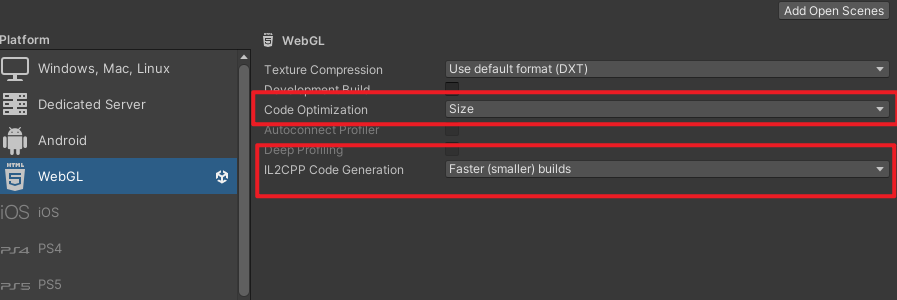 Add Open Scenes
Platform
WebGL
Windows, Mac, Linux
Dedicated Server
Android
HTML
WebGL
iOS iOS
PS4 PS4
PS5 PS5
Texture Compression Use default format (DXT)
Development Build
Code Optimization Size
Autoconnect Profiler
Deep Profiling
IL2CPP Code Generation Faster (smaller) builds